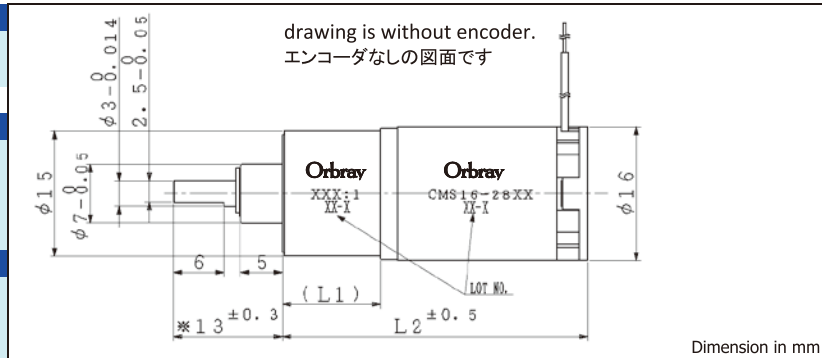 drawing is without encoder.
エンコーダなしの図面です
φ3-0.014 0
2.5-0.05 0
φ15
φ7-0.05 0
Orbray
XXX:1
XX-X
Orbray
CMS16-28XX
XX-X
φ16
6
5
LOT NO.
(L1)
※13±0.3
L2±0.5
Dimension in mm